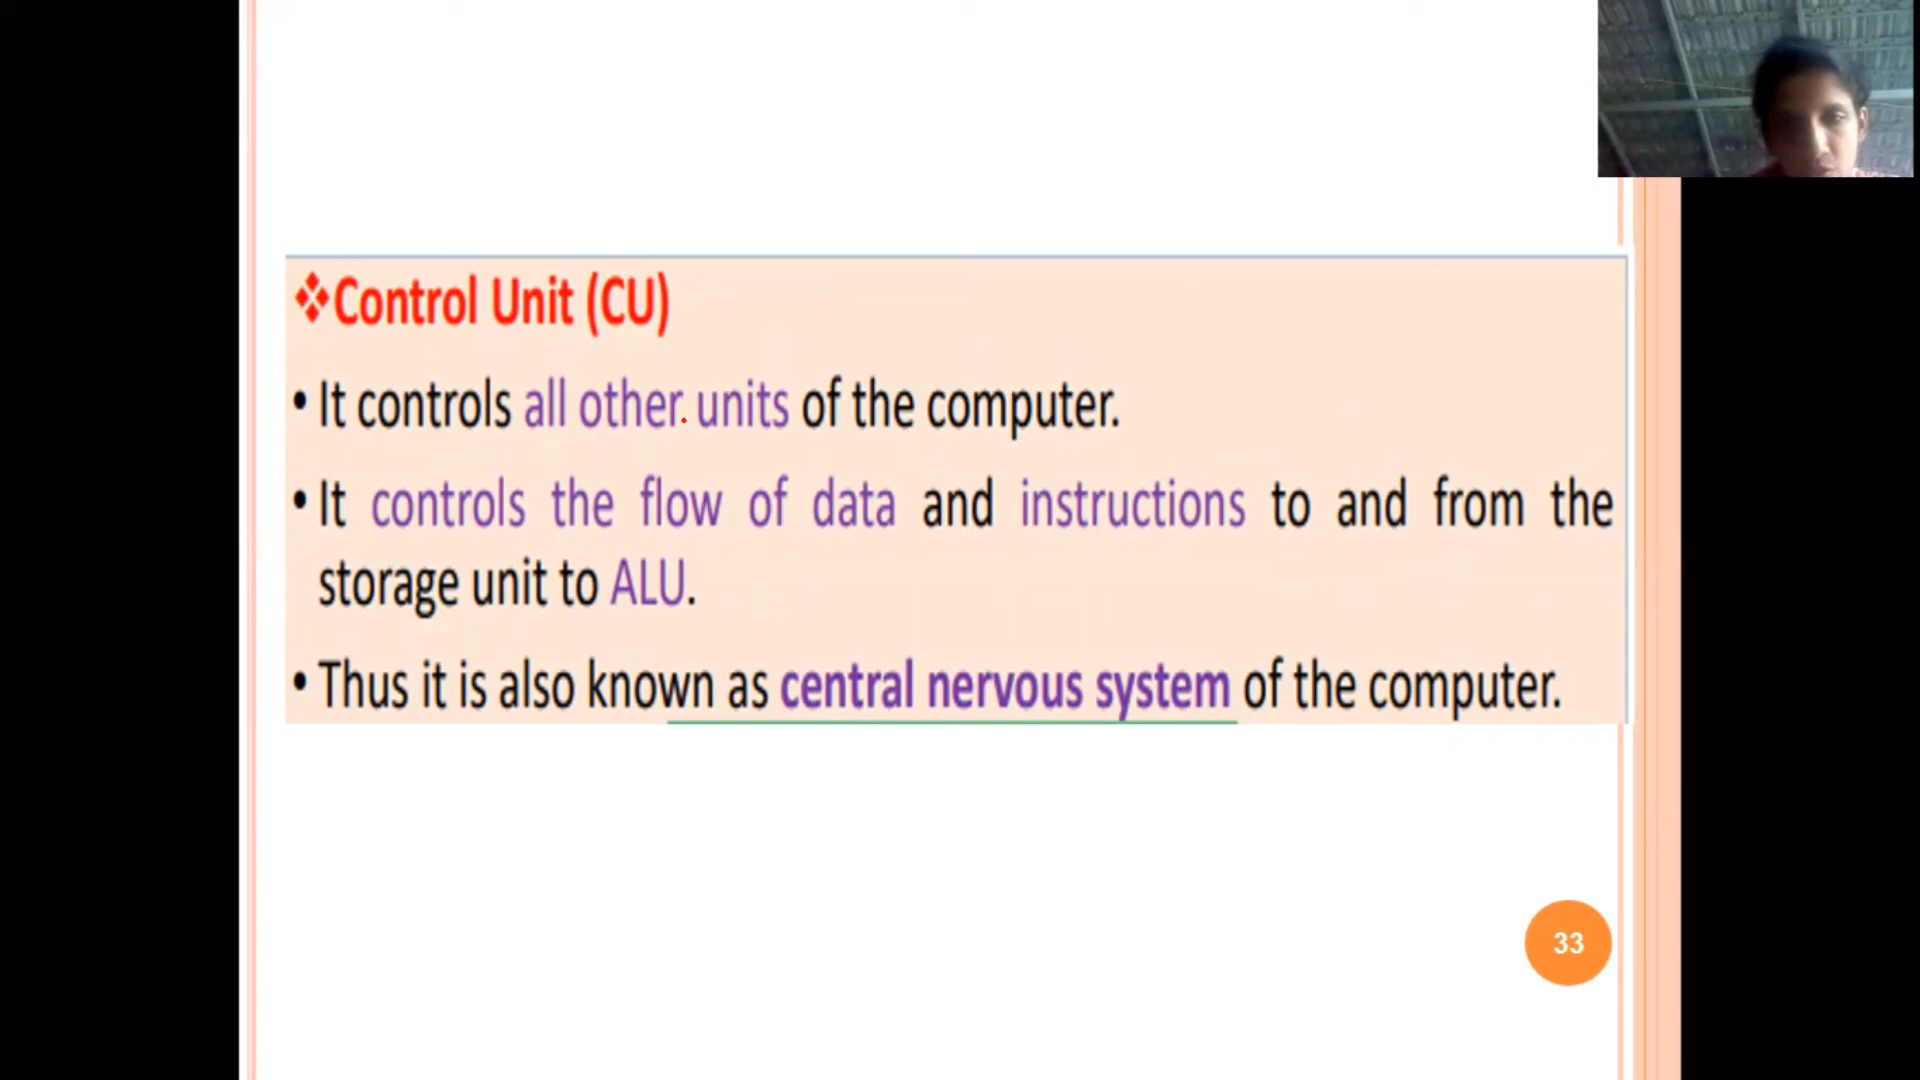 ❖Control Unit (CU)
• It controls all other units of the computer.
• It controls the flow of data and instructions to and from the
storage unit to ALU.
• Thus it is also known as central nervous system of the computer.
33